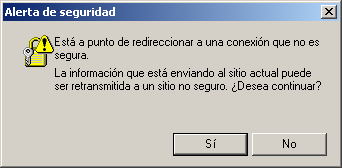 Alerta de seguridad
Está a punto de redireccionar a una conexión que no es
segura.
La información que está enviando al sitio actual puede
ser retransmitida a un sitio no seguro. ¿Desea continuar?
Sí
No